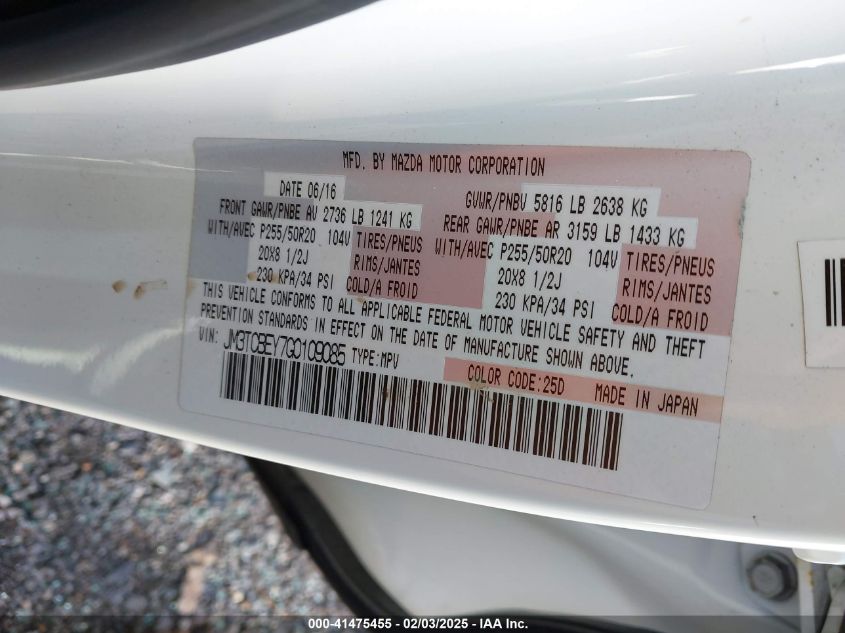 MFD. BY MAZDA MOTOR CORPORATION
DATE 06/16
GVWR/PNBV 5816 LB 2638 KG
FRONT GAWR/PNBE AV 2736 LB 1241 KG
REAR GAWR/PNBE AR 3159 LB 1433 KG
WITH/AVEC P255/50R20 104V TIRES/PNEUS
20X8 1/2J RIMS/JANTES
230 KPA/34 PSI COLD/A FROID
WITH/AVEC P255/50R20 104V TIRES/PNEUS
20X8 1/2J RIMS/JANTES
230 KPA/34 PSI COLD/A FROID
THIS VEHICLE CONFORMS TO ALL APPLICABLE FEDERAL MOTOR VEHICLE SAFETY AND THEFT
PREVENTION STANDARDS IN EFFECT ON THE DATE OF MANUFACTURE SHOWN ABOVE.
VIN: JM3TCBEY7G0109085 TYPE:MPV
COLOR CODE:25D MADE IN JAPAN
000-41475455 - 02/03/2025 - IAA Inc.